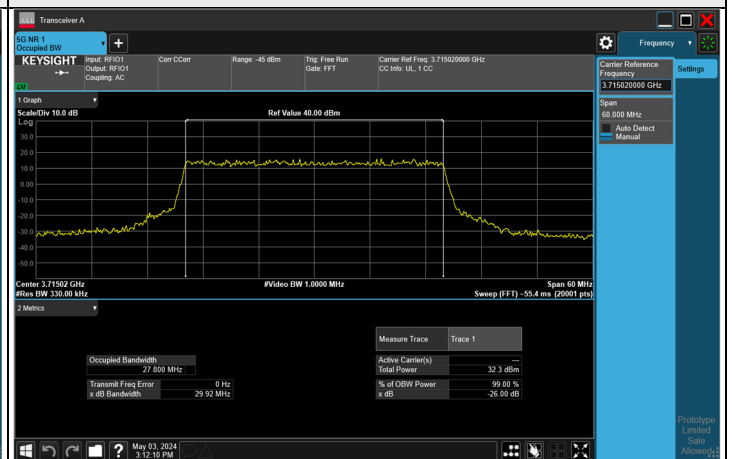 Transceiver A
5G NR 1
Occupied BW
Frequency
KEYSIGHT
LXI
Input: RFIO1
Output: RFIO1
Coupling: AC
Corr CCorr
Range: -45 dBm
Trig: Free Run
Gate: FFT
Carrier Ref Freq: 3.715020000 GHz
CC Info: UL, 1 CC
Carrier Reference
Frequency
3.715020000 GHz
Settings
Span
60.000 MHz
Auto Detect
Manual
1 Graph
Scale/Div 10.0 dB
Ref Value 40.00 dBm
Log
30.0
20.0
10.0
0.00
-10.0
-20.0
-30.0
-40.0
-50.0
Center 3.71502 GHz
#Video BW 1.0000 MHz
Span 60 MHz
#Res BW 330.00 kHz
Sweep (FFT) ~55.4 ms (20001 pts)
2 Metrics
Measure Trace
Trace 1
Occupied Bandwidth
27.800 MHz
Active Carrier(s)
---
Total Power
32.3 dBm
Transmit Freq Error
0 Hz
x dB Bandwidth
29.92 MHz
% of OBW Power
99.00 %
x dB
-26.00 dB
Prototype
Limited
Sale
Allowed
?
May 03, 2024
3:12:10 PM